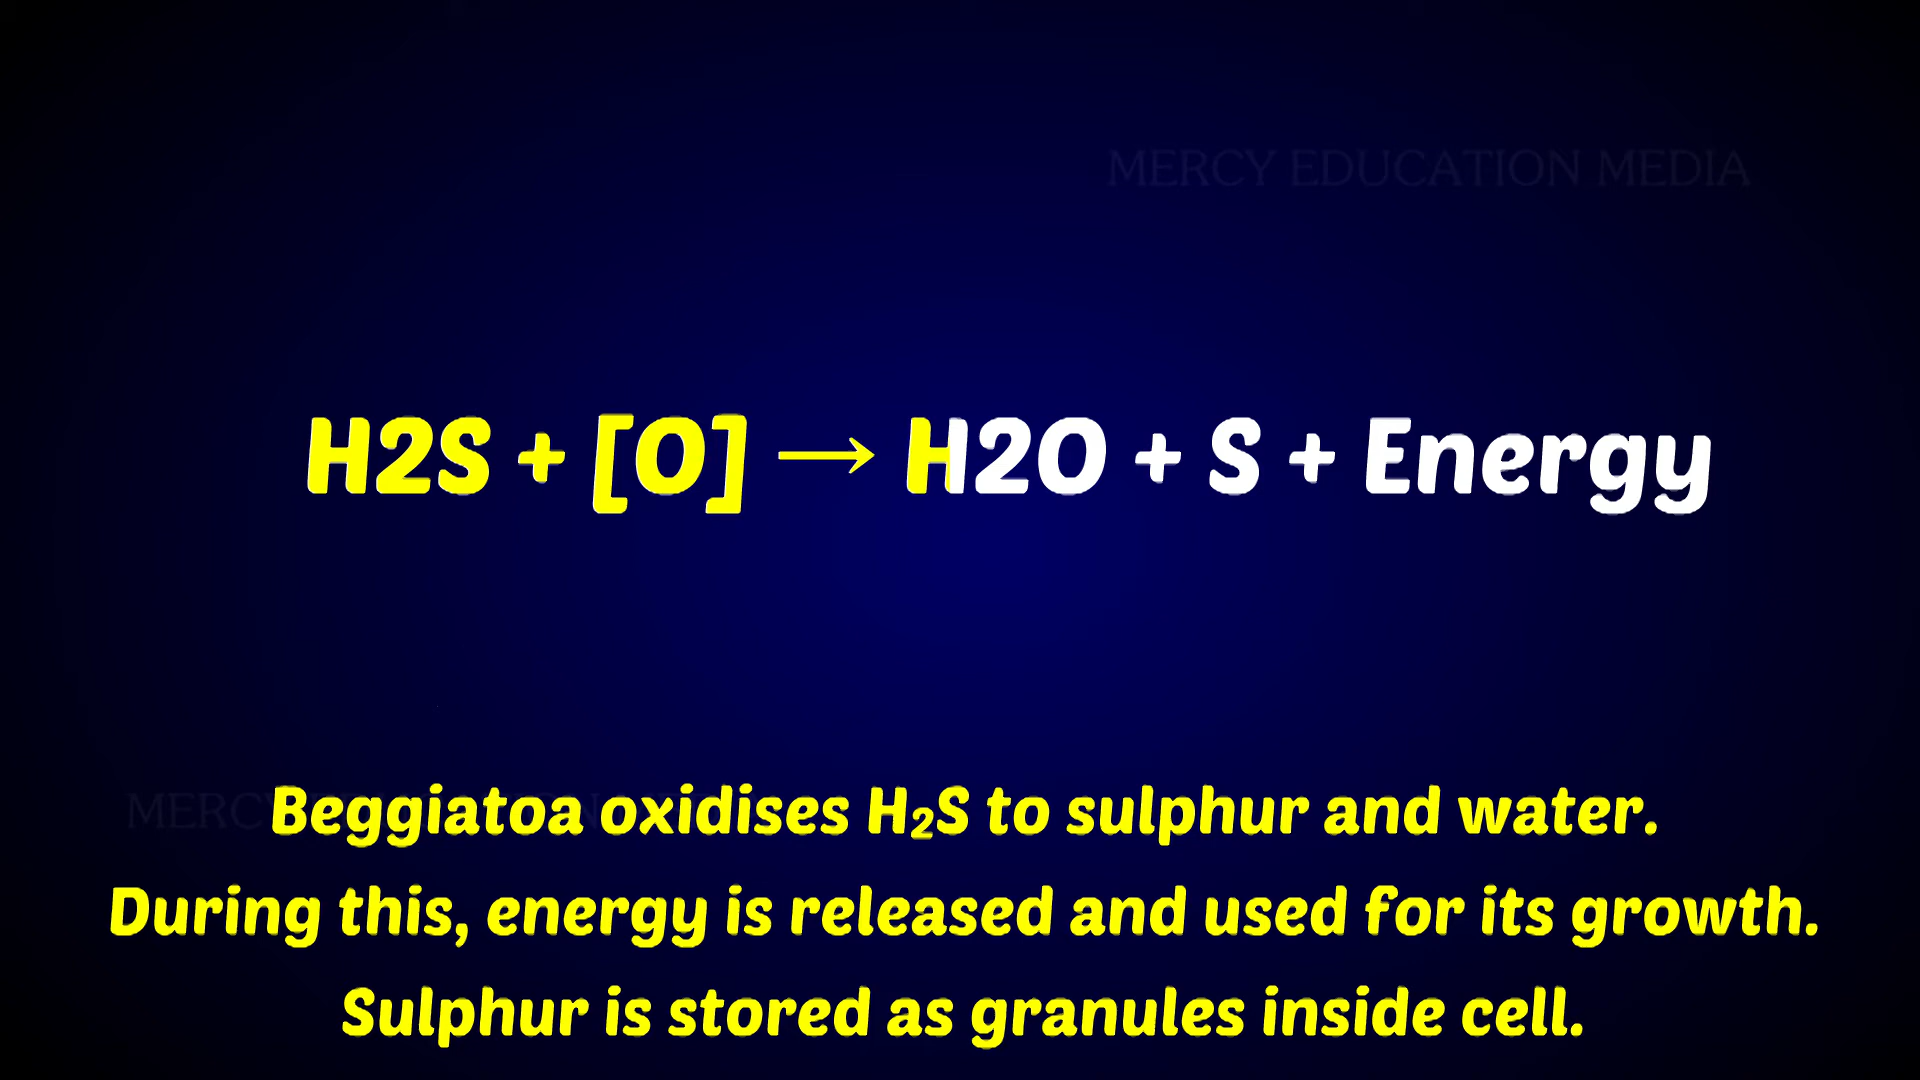 MERCY EDUCATION MEDIA
H2S + [O] → H2O + S + Energy
Beggiatoa oxidises H₂S to sulphur and water.
During this, energy is released and used for its growth.
Sulphur is stored as granules inside cell.